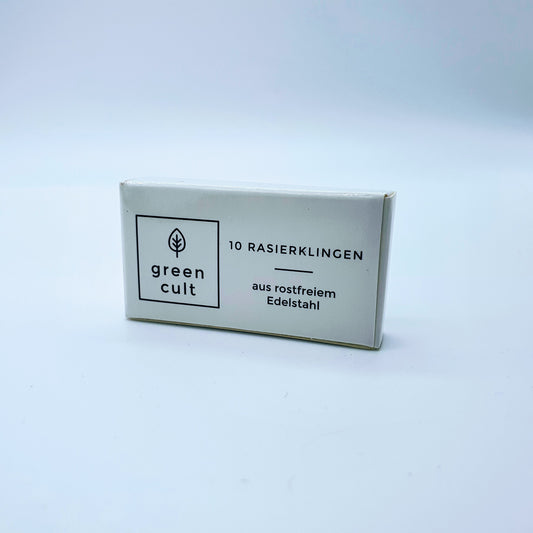 green
cult
10 RASIERKLINGEN
aus rostfreiem
Edelstahl